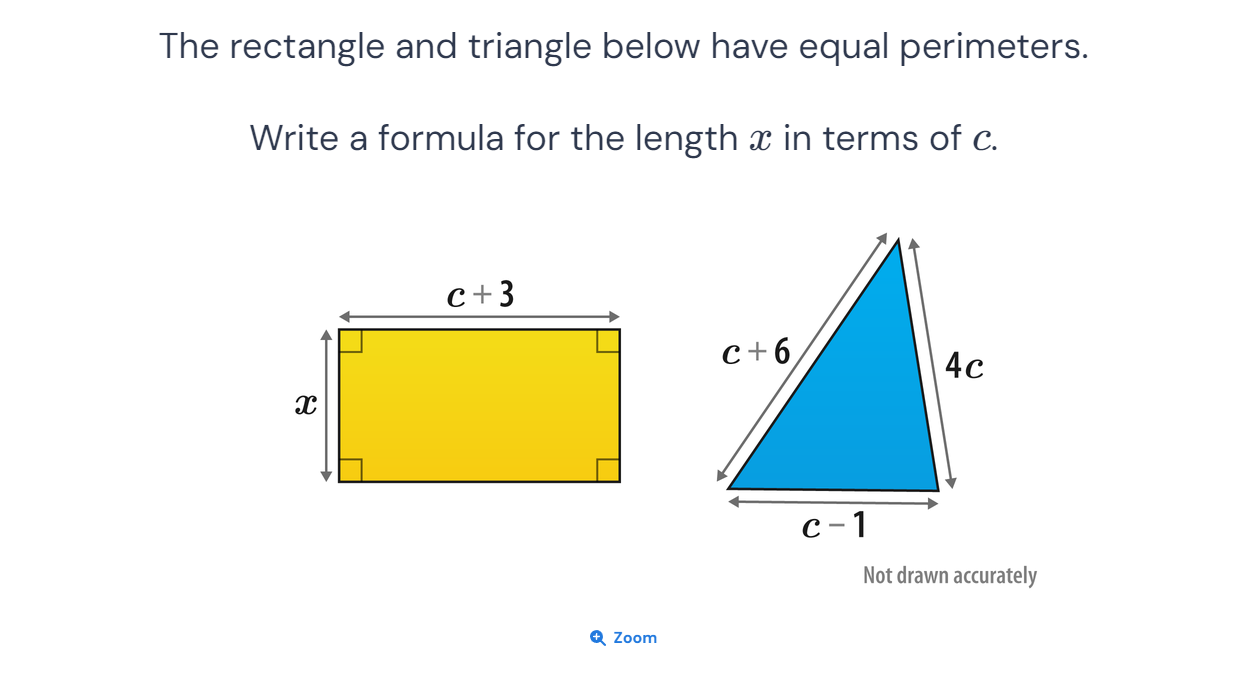 The rectangle and triangle below have equal perimeters.
Write a formula for the length x in terms of c.
c + 3
x
c + 6
4c
c − 1
Not drawn accurately
Zoom